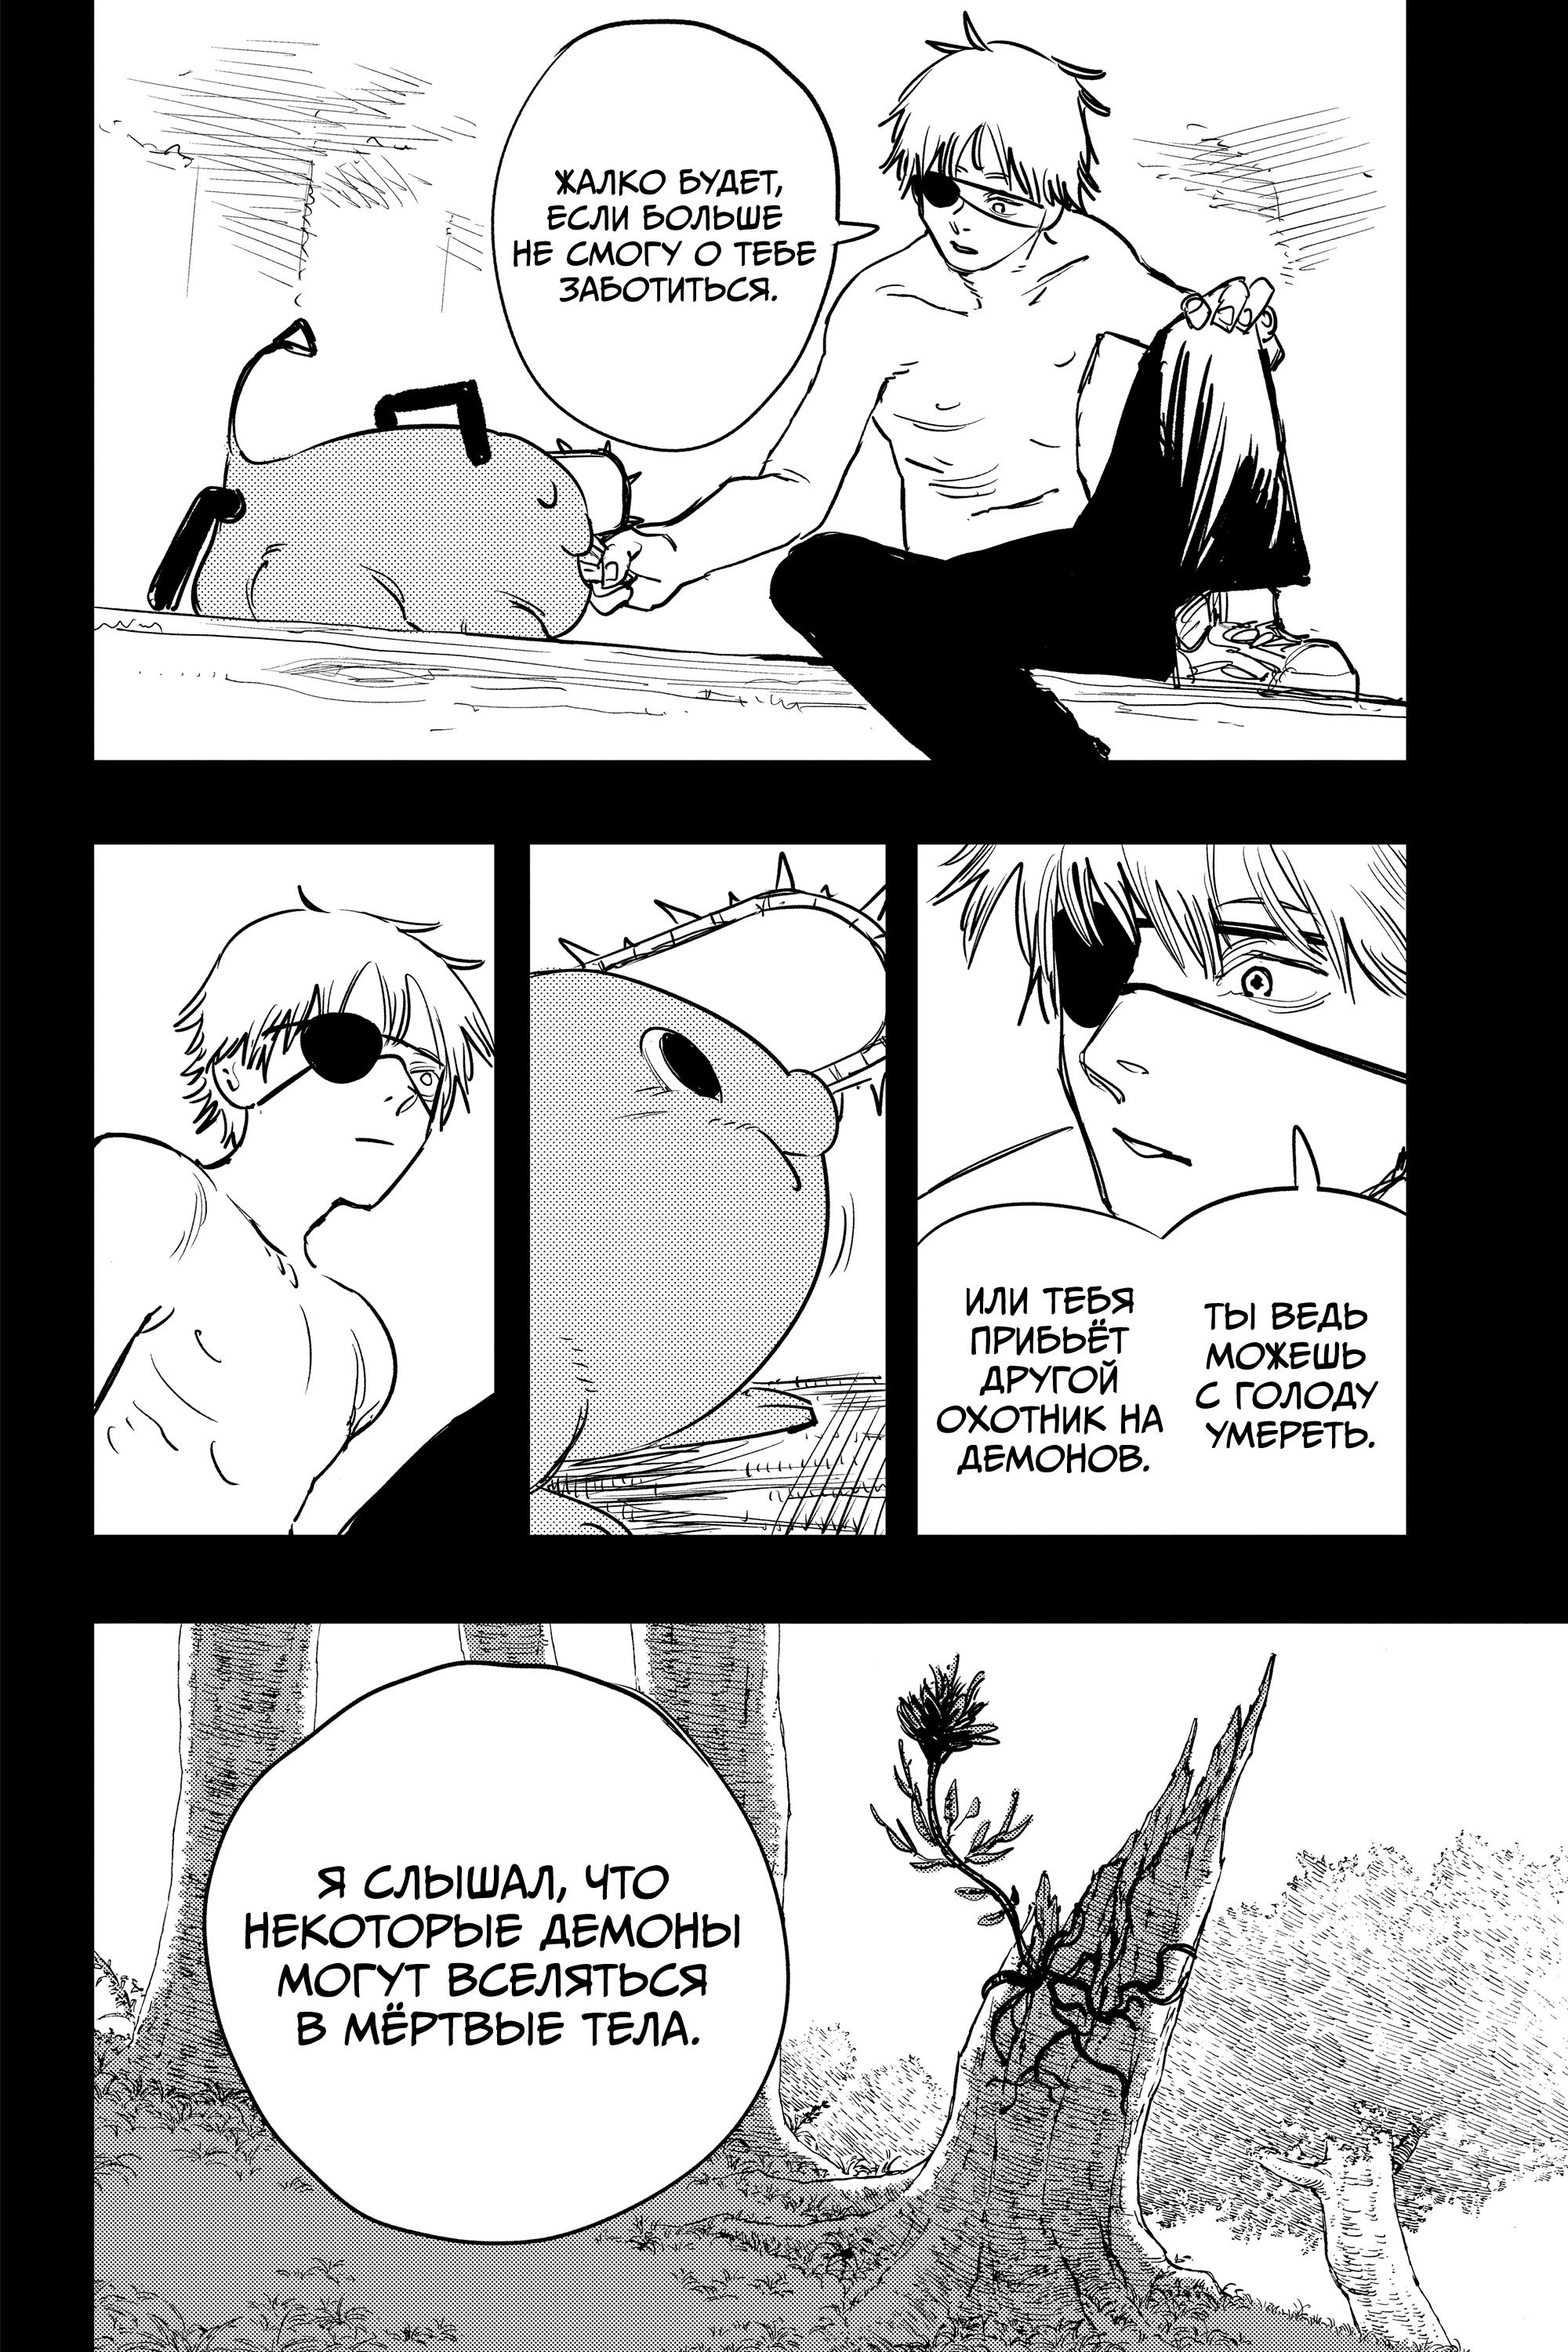 ЖАЛКО БУДЕТ,
ЕСЛИ БОЛЬШЕ
НЕ СМОГУ О ТЕБЕ
ЗАБОТИТЬСЯ.
ТЫ ВЕДЬ
МОЖЕШЬ
С ГОЛОДУ
УМЕРЕТЬ.
ИЛИ ТЕБЯ
ПРИБЬЁТ
ДРУГОЙ
ОХОТНИК НА
ДЕМОНОВ.
Я СЛЫШАЛ, ЧТО
НЕКОТОРЫЕ ДЕМОНЫ
МОГУТ ВСЕЛЯТЬСЯ
В МЁРТВЫЕ ТЕЛА.